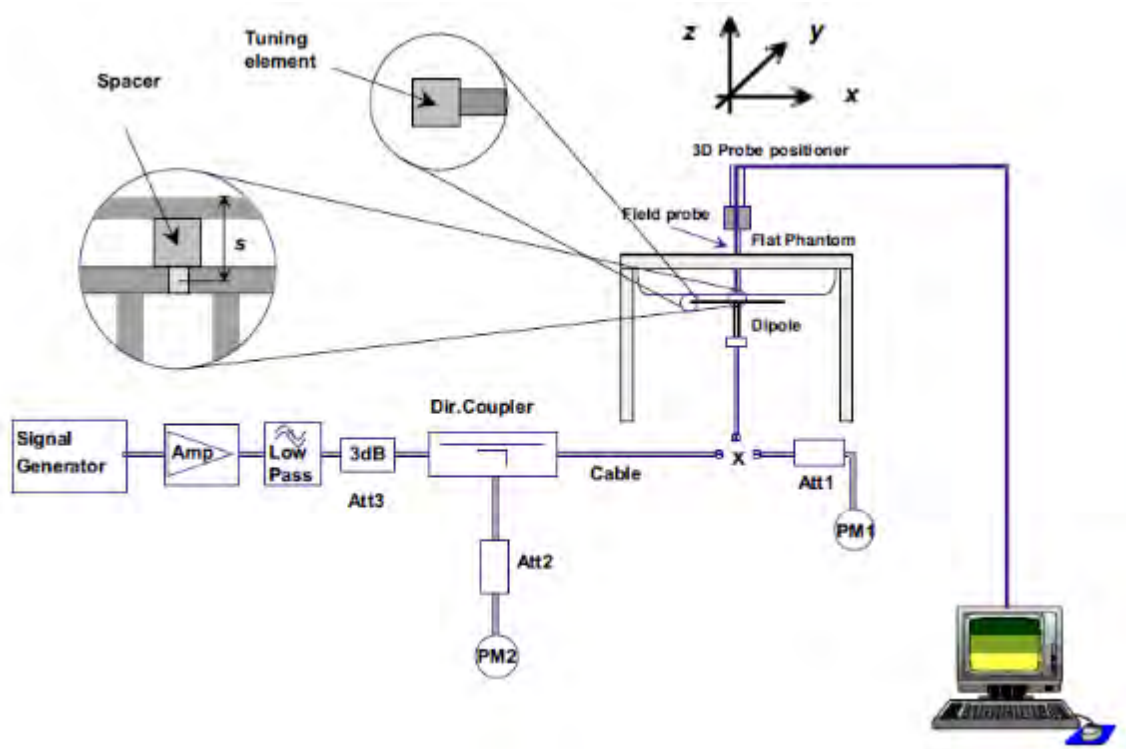 Tuning
element
Spacer
z
y
x
3D Probe positioner
Field probe
Flat Phantom
s
Dipole
Dir.Coupler
Signal
Generator
Amp
Low
Pass
3dB
Att3
Cable
x
Att1
PM1
Att2
PM2